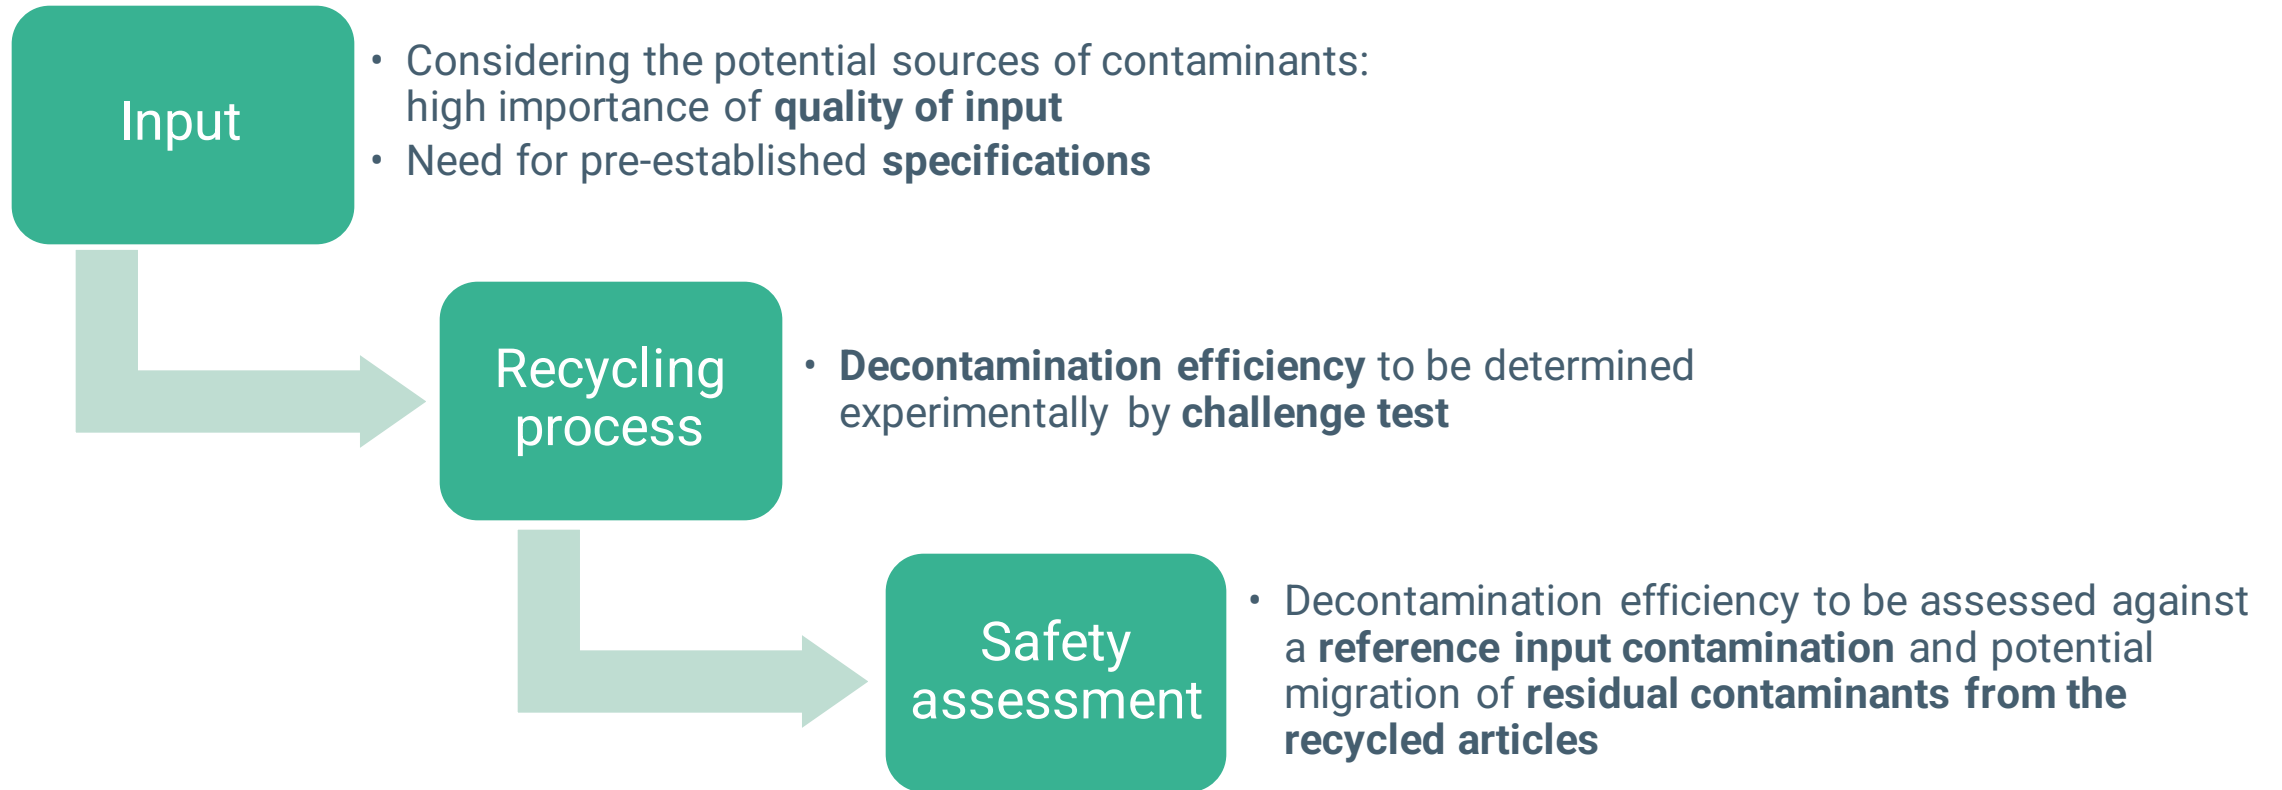 Input
• Considering the potential sources of contaminants:
high importance of quality of input
• Need for pre-established specifications
Recycling
process
• Decontamination efficiency to be determined
experimentally by challenge test
Safety
assessment
• Decontamination efficiency to be assessed against
a reference input contamination and potential
migration of residual contaminants from the
recycled articles